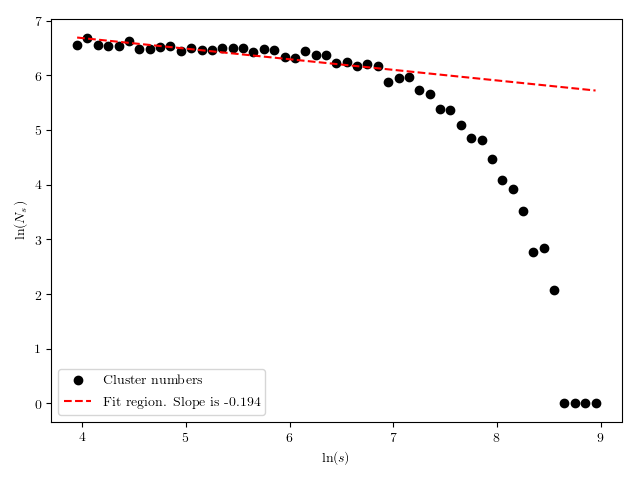 7
6
5
4
3
2
1
0
ln(N_s)
Cluster numbers
Fit region. Slope is -0.194
4 5 6 7 8 9
ln(s)